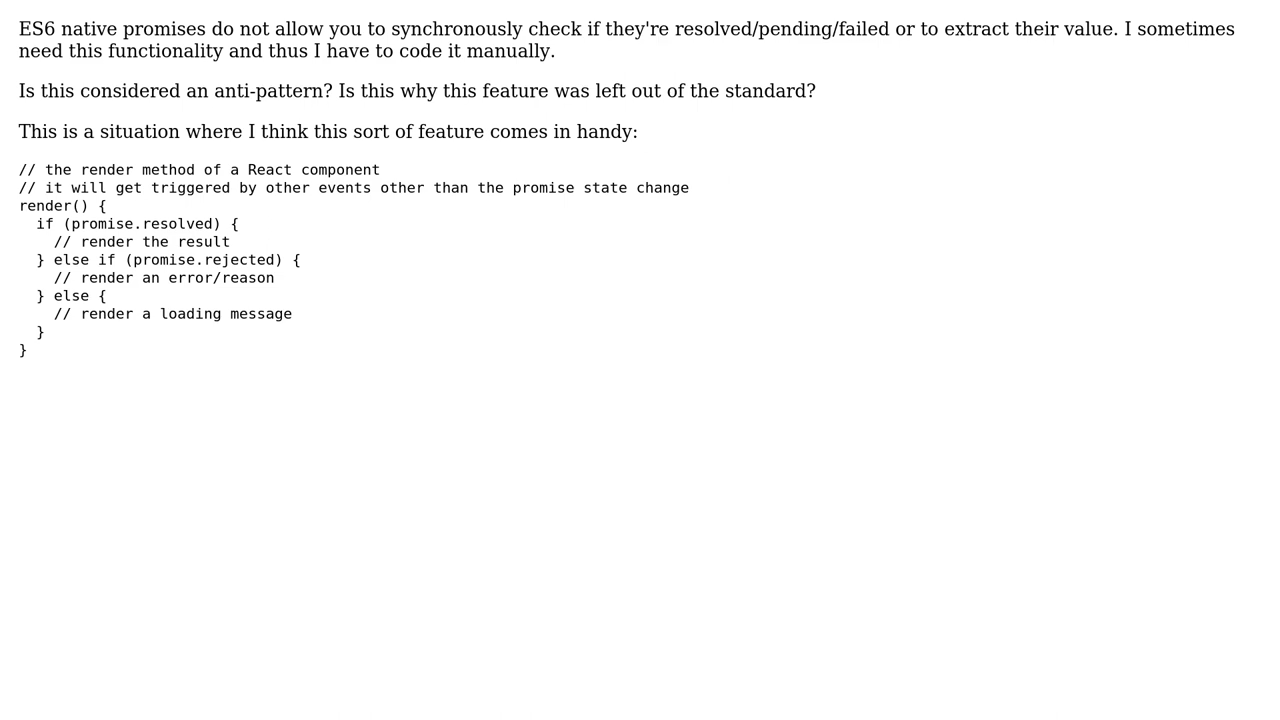 ES6 native promises do not allow you to synchronously check if they're resolved/pending/failed or to extract their value. I sometimes
need this functionality and thus I have to code it manually.
Is this considered an anti-pattern? Is this why this feature was left out of the standard?
This is a situation where I think this sort of feature comes in handy:
// the render method of a React component
// it will get triggered by other events other than the promise state change
render() {
  if (promise.resolved) {
    // render the result
  } else if (promise.rejected) {
    // render an error/reason
  } else {
    // render a loading message
  }
}